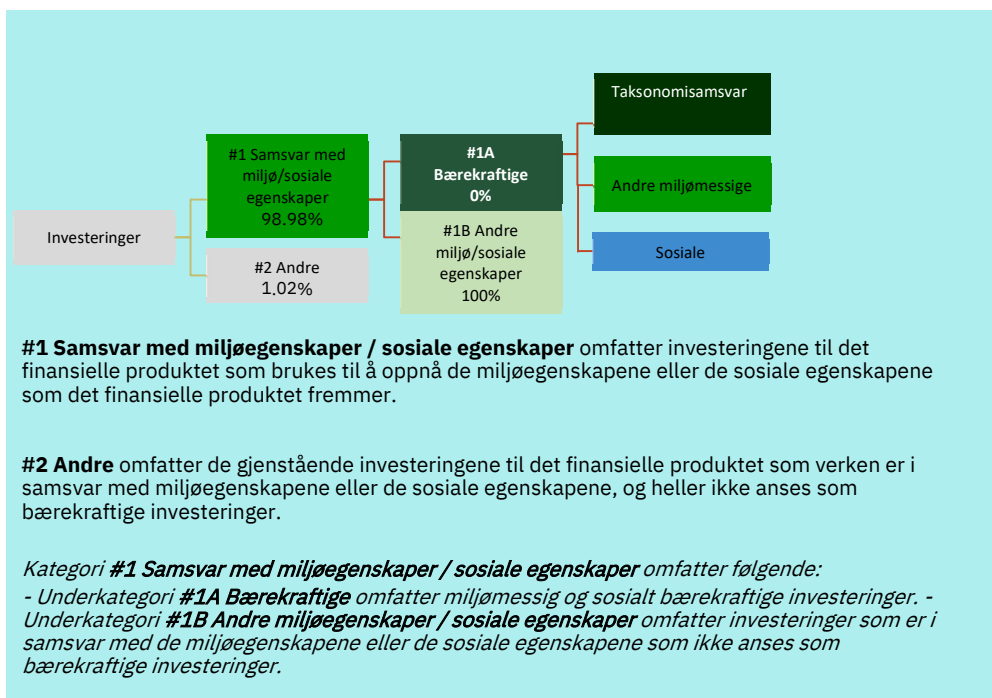 Investeringer
#1 Samsvar med
miljø/sosiale
egenskaper
98.98%
#2 Andre
1.02%
#1A
Bærekraftige
0%
#1B Andre
miljø/sosiale
egenskaper
100%
Taksonomisamsvar
Andre miljømessige
Sosiale
#1 Samsvar med miljøegenskaper / sosiale egenskaper omfatter investeringene til det
finansielle produktet som brukes til å oppnå de miljøegenskapene eller de sosiale egenskapene
som det finansielle produktet fremmer.
#2 Andre omfatter de gjenstående investeringene til det finansielle produktet som verken er i
samsvar med miljøegenskapene eller de sosiale egenskapene, og heller ikke anses som
bærekraftige investeringer.
Kategori #1 Samsvar med miljøegenskaper / sosiale egenskaper omfatter følgende:
- Underkategori #1A Bærekraftige omfatter miljømessig og sosialt bærekraftige investeringer. -
Underkategori #1B Andre miljøegenskaper / sosiale egenskaper omfatter investeringer som er i
samsvar med de miljøegenskapene eller de sosiale egenskapene som ikke anses som
bærekraftige investeringer.